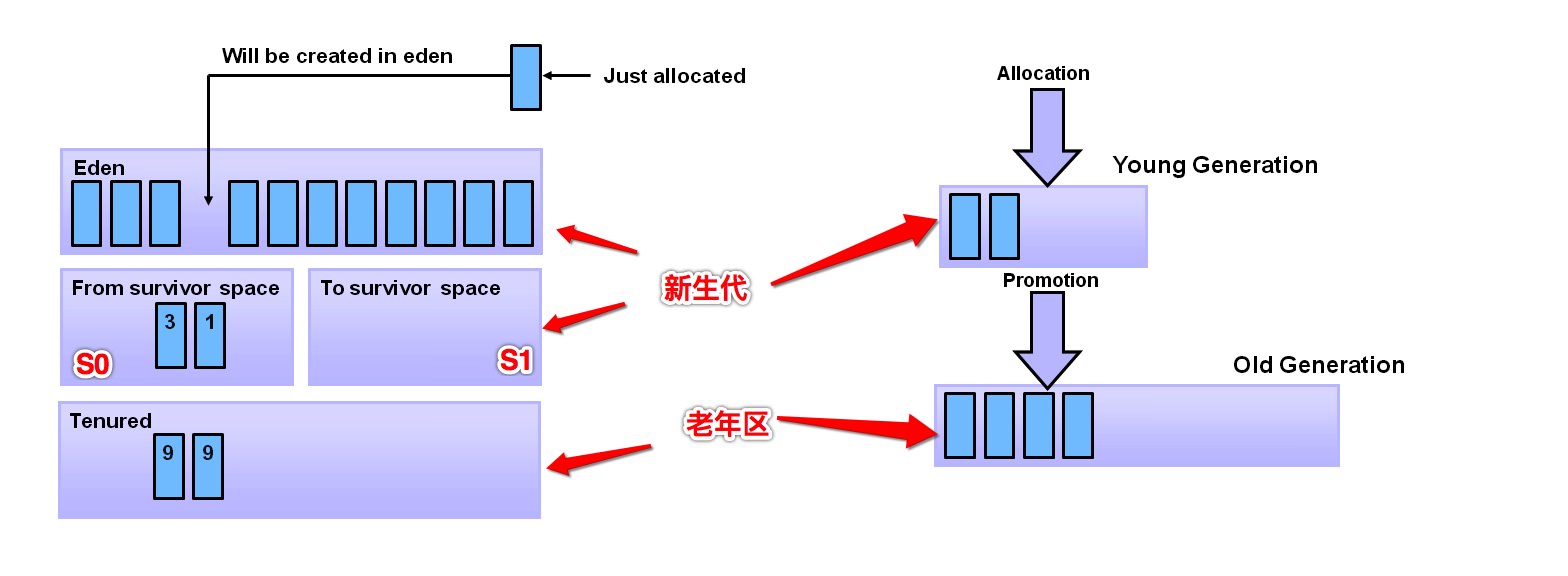 Will be created in eden
Just allocated
Eden
From survivor space
3 1
S0
To survivor space
S1
Tenured
9 9
新生代
老年区
Allocation
Young Generation
Promotion
Old Generation